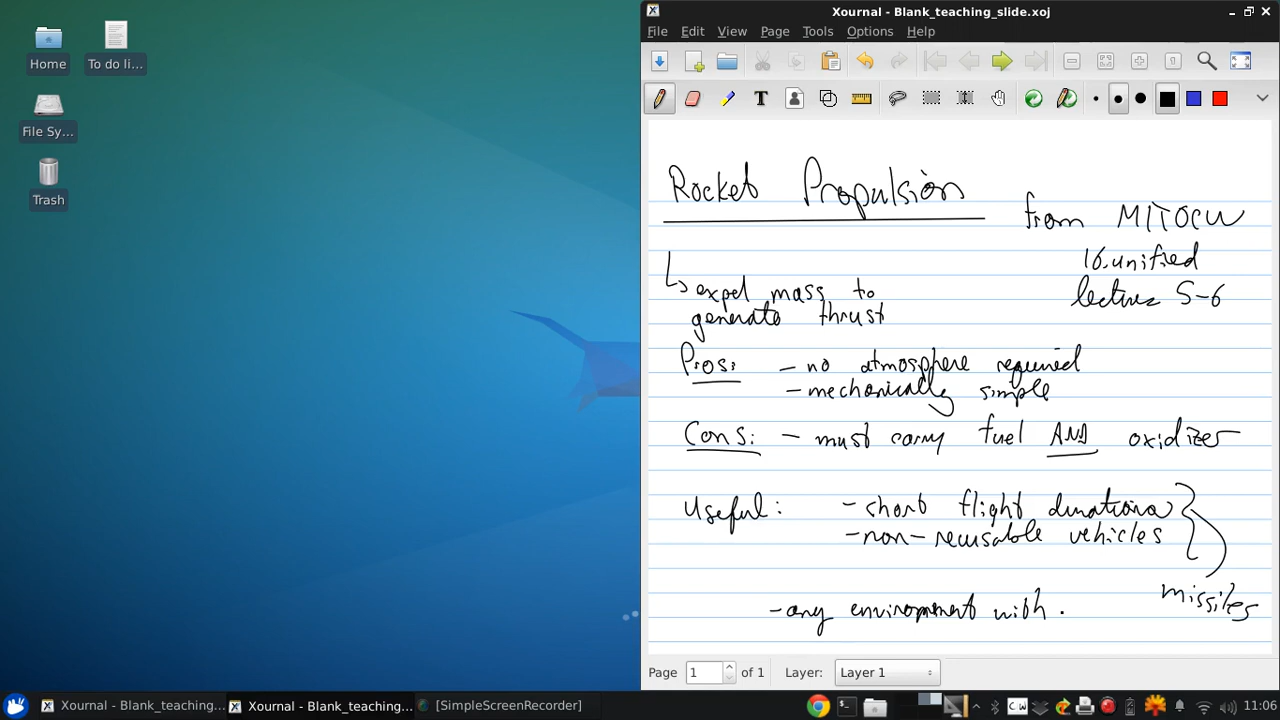 Home
To do li...
File Sy...
Trash
Xournal - Blank_teaching_slide.xoj
File Edit View Page Tools Options Help
Rocket Propulsion
from MITOCW
16.unified
lectures 5-6
expel mass to
generate thrust
Pros: - no atmosphere required
- mechanically simple
Cons: - must carry fuel AND oxidizer
Useful: - short flight durations
- non-reusable vehicles
missiles
- any environment with
Page 1 of 1 Layer: Layer 1
Xournal - Blank_teaching... Xournal - Blank_teaching... [SimpleScreenRecorder] 11:06